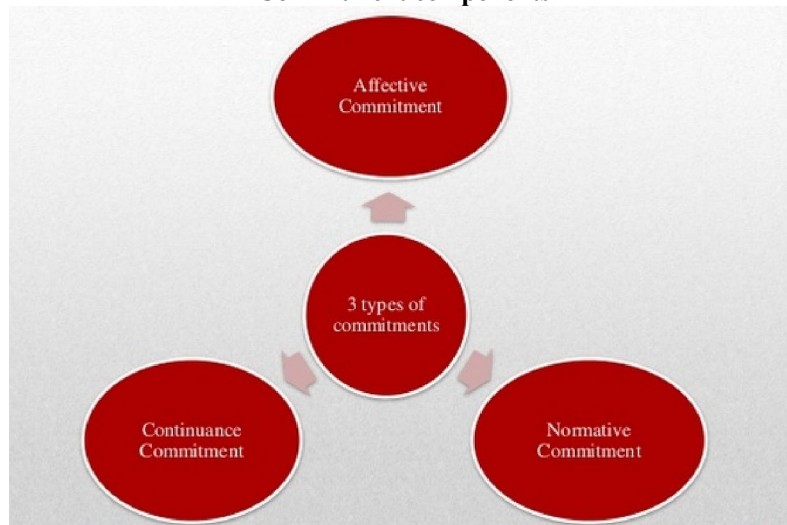 Affective
Commitment
3 types of
commitments
Continuance
Commitment
Normative
Commitment